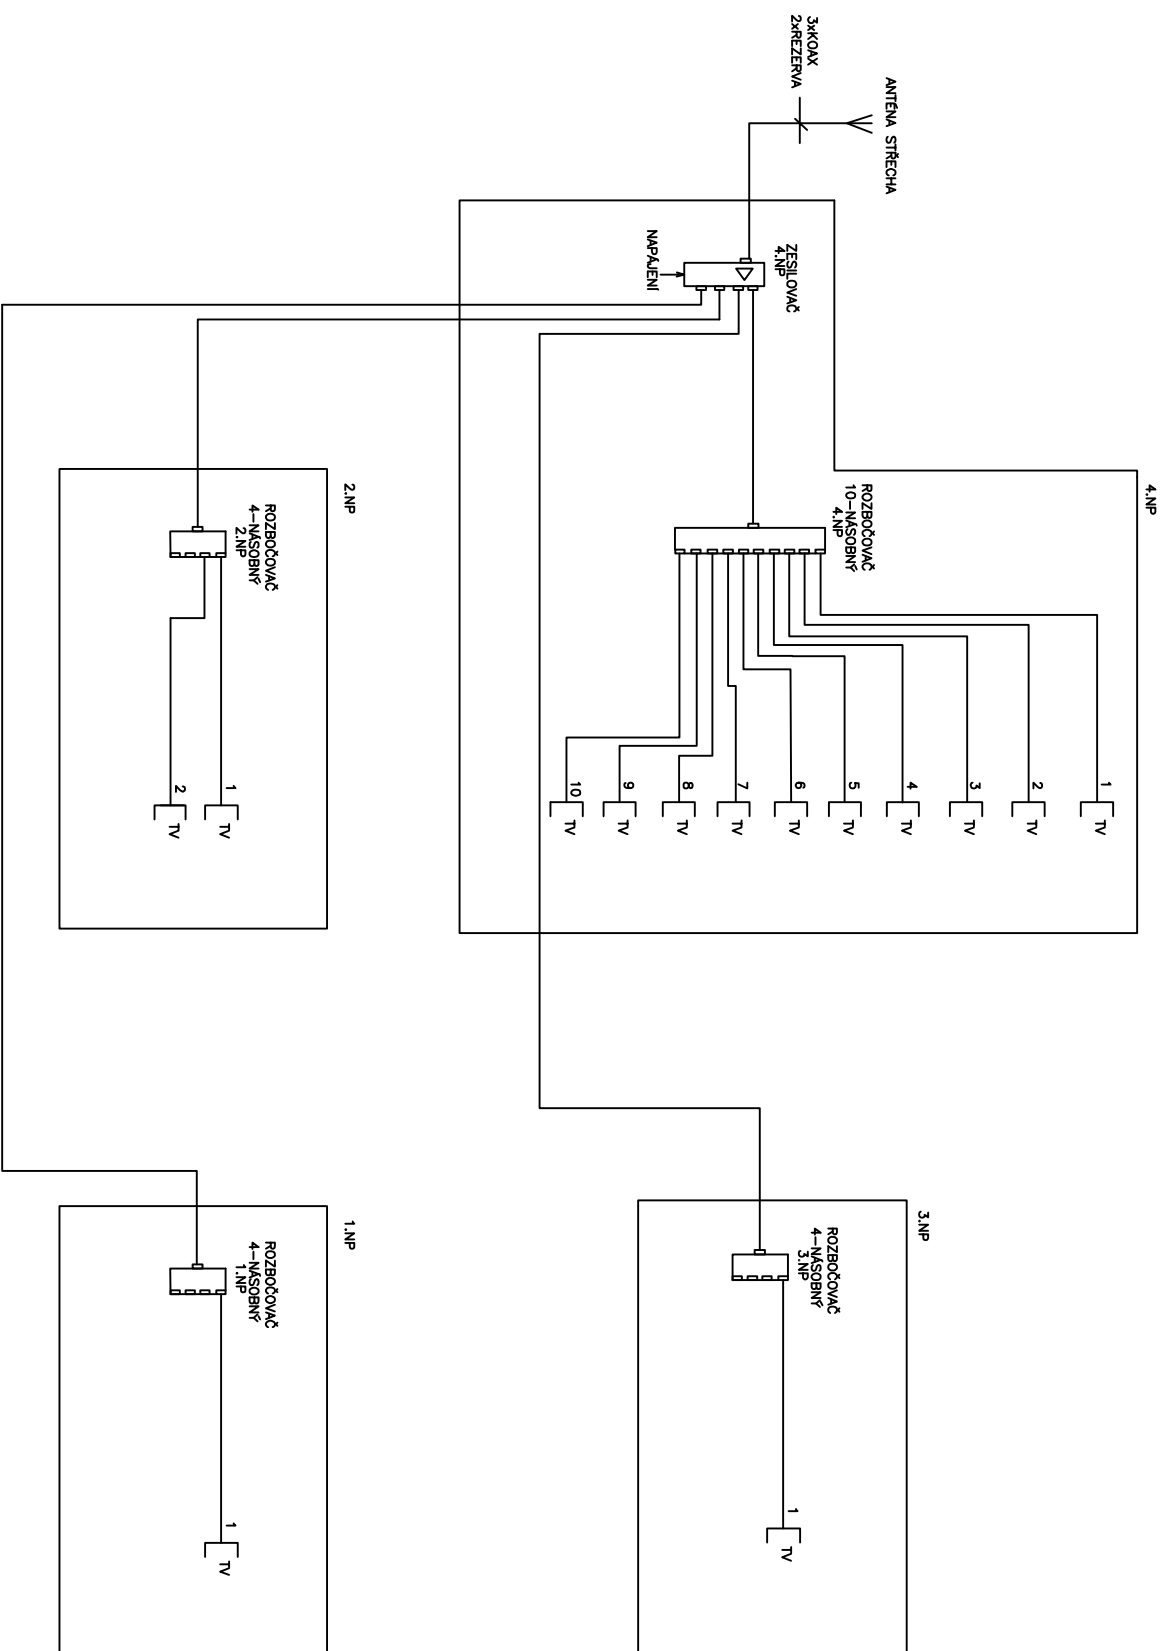 ANTÉNA STŘECHA
3xKOAX
2xREZERVA
4.NP
ZESILOVAČ
4.NP
NAPÁJENÍ
ROZBOČOVAČ
10-NÁSOBNÝ
4.NP
1
TV
2
TV
3
TV
4
TV
5
TV
6
TV
7
TV
8
TV
9
TV
10
TV
2.NP
ROZBOČOVAČ
4-NÁSOBNÝ
2.NP
1
TV
2
TV
3.NP
ROZBOČOVAČ
4-NÁSOBNÝ
3.NP
1
TV
1.NP
ROZBOČOVAČ
4-NÁSOBNÝ
1.NP
1
TV